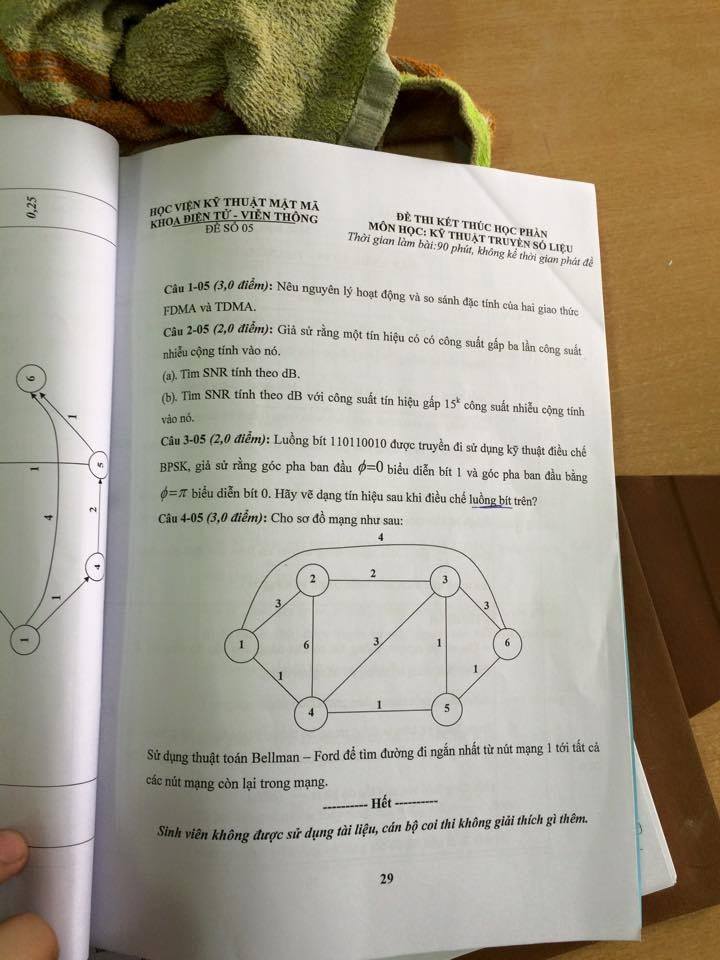 0,25
6
1
1
5
4
2
1
4
1
HỌC VIỆN KỸ THUẬT MẬT MÃ
KHOA ĐIỆN TỬ - VIỄN THÔNG
ĐỀ SỐ 05
ĐỀ THI KẾT THÚC HỌC PHẦN
MÔN HỌC: KỸ THUẬT TRUYỀN SỐ LIỆU
Thời gian làm bài:90 phút, không kể thời gian phát đề
Câu 1-05 (3,0 điểm): Nêu nguyên lý hoạt động và so sánh đặc tính của hai giao thức
FDMA và TDMA.
Câu 2-05 (2,0 điểm): Giả sử rằng một tín hiệu có có công suất gấp ba lần công suất
nhiễu cộng tính vào nó.
(a). Tìm SNR tính theo dB.
(b). Tìm SNR tính theo dB với công suất tín hiệu gấp 15ᵏ công suất nhiễu cộng tính
vào nó.
Câu 3-05 (2,0 điểm): Luồng bít 110110010 được truyền đi sử dụng kỹ thuật điều chế
BPSK, giả sử rằng góc pha ban đầu ϕ=0 biểu diễn bít 1 và góc pha ban đầu bằng
ϕ=π biểu diễn bít 0. Hãy vẽ dạng tín hiệu sau khi điều chế luồng bít trên?
Câu 4-05 (3,0 điểm): Cho sơ đồ mạng như sau:
4
2 2 3
3 3
1 6 3 1 6
1 1
4 1 5
Sử dụng thuật toán Bellman – Ford để tìm đường đi ngắn nhất từ nút mạng 1 tới tất cả
các nút mạng còn lại trong mạng.
---------- Hết ----------
Sinh viên không được sử dụng tài liệu, cán bộ coi thi không giải thích gì thêm.
29